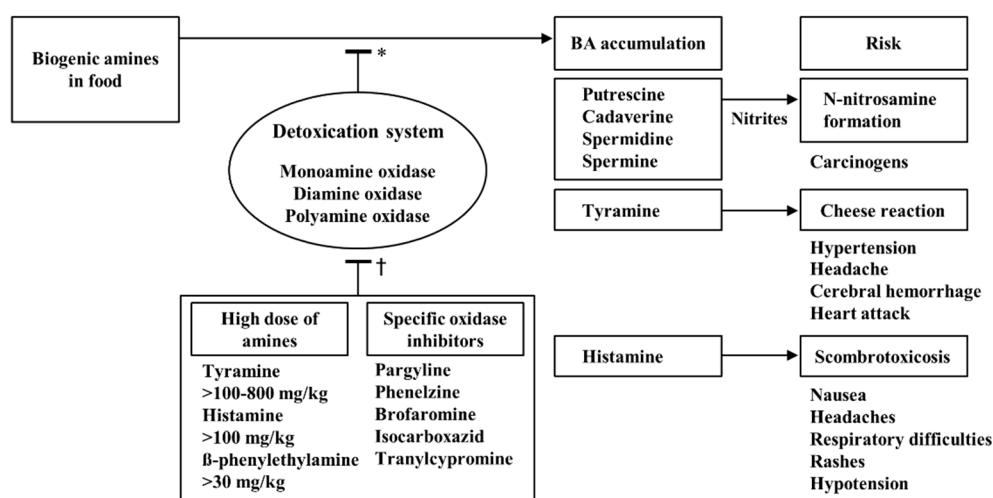 Biogenic amines
in food
*
BA accumulation
Risk
Detoxication system
Monoamine oxidase
Diamine oxidase
Polyamine oxidase
†
High dose of
amines
Tyramine
>100-800 mg/kg
Histamine
>100 mg/kg
ß-phenylethylamine
>30 mg/kg
Specific oxidase
inhibitors
Pargyline
Phenelzine
Brofaromine
Isocarboxazid
Tranylcypromine
Putrescine
Cadaverine
Spermidine
Spermine
Nitrites
N-nitrosamine
formation
Carcinogens
Tyramine
Cheese reaction
Hypertension
Headache
Cerebral hemorrhage
Heart attack
Histamine
Scombrotoxicosis
Nausea
Headaches
Respiratory difficulties
Rashes
Hypotension